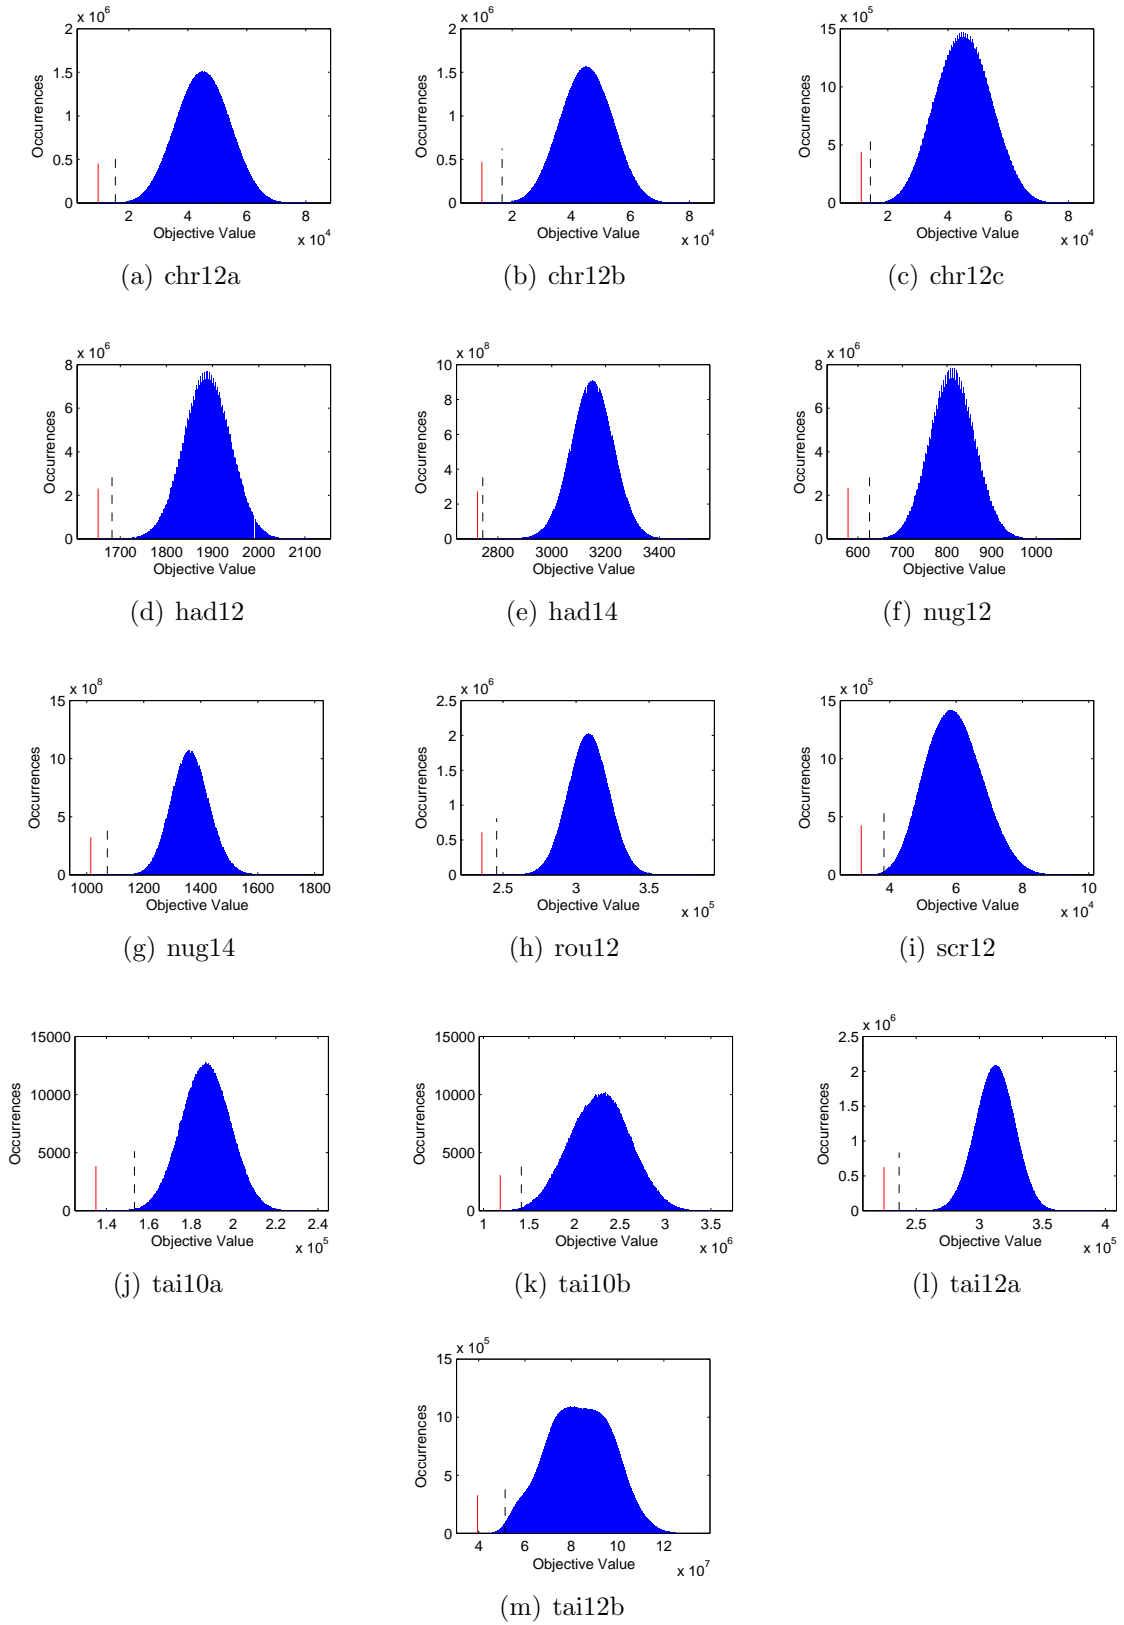 x 10^6
2
1.5
1
0.5
0
Occurrences
2 4 6 8
Objective Value
x 10^4
(a) chr12a
x 10^6
2
1.5
1
0.5
0
Occurrences
2 4 6 8
Objective Value
x 10^4
(b) chr12b
x 10^5
15
10
5
0
Occurrences
2 4 6 8
Objective Value
x 10^4
(c) chr12c
x 10^6
8
6
4
2
0
Occurrences
1700 1800 1900 2000 2100
Objective Value
(d) had12
x 10^8
10
8
6
4
2
0
Occurrences
2800 3000 3200 3400
Objective Value
(e) had14
x 10^6
8
6
4
2
0
Occurrences
600 700 800 900 1000
Objective Value
(f) nug12
x 10^8
15
10
5
0
Occurrences
1000 1200 1400 1600 1800
Objective Value
(g) nug14
x 10^6
2.5
2
1.5
1
0.5
0
Occurrences
2.5 3 3.5
Objective Value
x 10^5
(h) rou12
x 10^5
15
10
5
0
Occurrences
4 6 8 10
Objective Value
x 10^4
(i) scr12
15000
10000
5000
0
Occurrences
1.4 1.6 1.8 2 2.2 2.4
Objective Value
x 10^5
(j) tai10a
15000
10000
5000
0
Occurrences
1 1.5 2 2.5 3 3.5
Objective Value
x 10^6
(k) tai10b
x 10^6
2.5
2
1.5
1
0.5
0
Occurrences
2.5 3 3.5 4
Objective Value
x 10^5
(l) tai12a
x 10^5
15
10
5
0
Occurrences
4 6 8 10 12
Objective Value
x 10^7
(m) tai12b